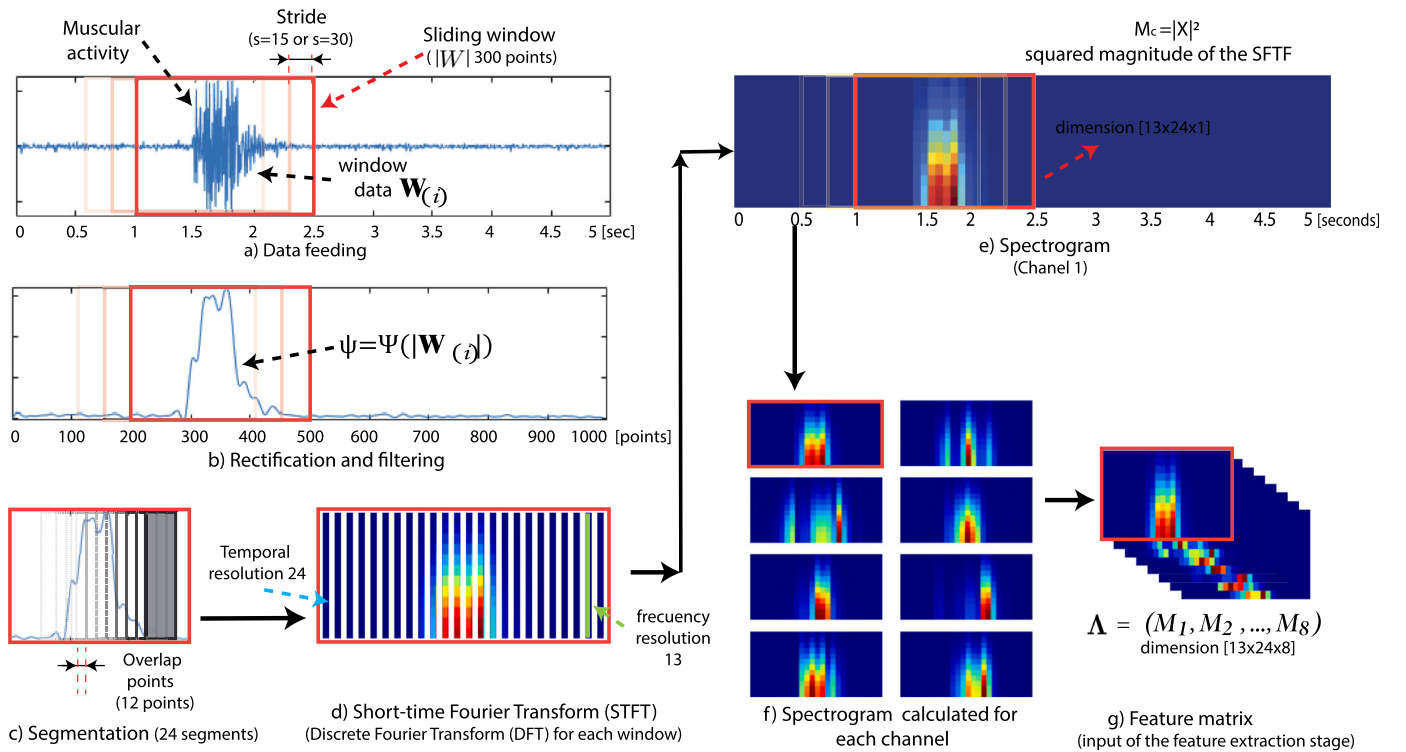 Muscular
activity
Stride
(s=15 or s=30)
Sliding window
(|W| 300 points)
window
data W(i)
0 0.5 1 1.5 2 2.5 3 3.5 4 4.5 5 [sec]
a) Data feeding
ψ=Ψ(|W (i)|)
0 100 200 300 400 500 600 700 800 900 1000 [points]
b) Rectification and filtering
Overlap
points
(12 points)
c) Segmentation (24 segments)
Temporal
resolution 24
frecuency
resolution
13
d) Short-time Fourier Transform (STFT)
(Discrete Fourier Transform (DFT) for each window)
Mc=|X|²
squared magnitude of the SFTF
dimension [13x24x1]
0 0.5 1 1.5 2 2.5 3 3.5 4 4.5 5 [seconds]
e) Spectrogram
(Chanel 1)
f) Spectrogram calculated for
each channel
Λ = (M1, M2 ,..., M8)
dimension [13x24x8]
g) Feature matrix
(input of the feature extraction stage)